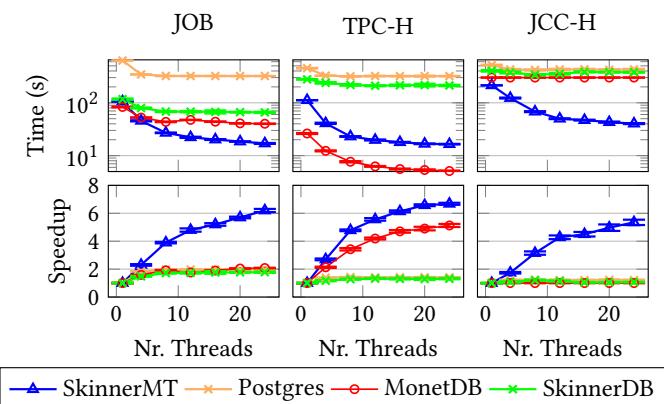 JOB TPC-H JCC-H
Time (s)
10²
10¹
Speedup
8
6
4
2
0
0 10 20 0 10 20 0 10 20
Nr. Threads Nr. Threads Nr. Threads
SkinnerMT Postgres MonetDB SkinnerDB